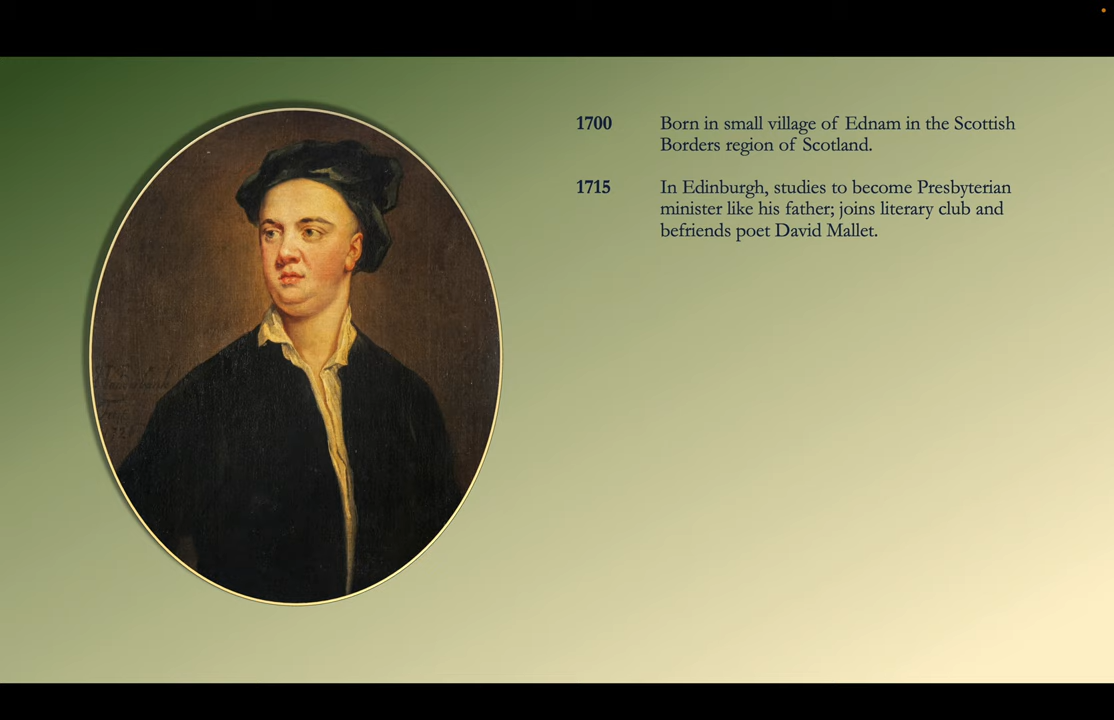 1700 Born in small village of Ednam in the Scottish
Borders region of Scotland.
1715 In Edinburgh, studies to become Presbyterian
minister like his father; joins literary club and
befriends poet David Mallet.